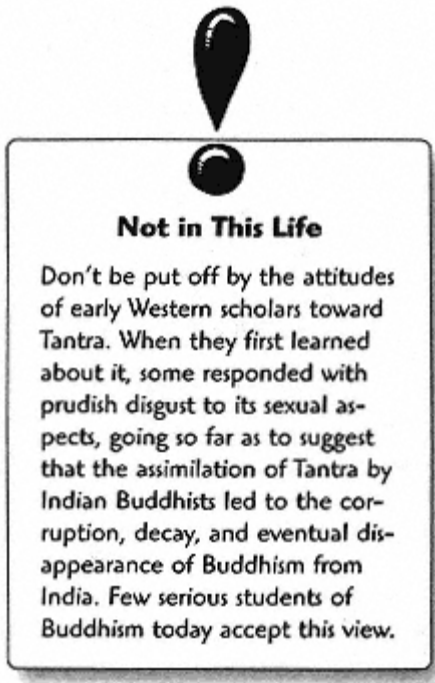 Not in This Life
Don't be put off by the attitudes
of early Western scholars toward
Tantra. When they first learned
about it, some responded with
prudish disgust to its sexual as-
pects, going so far as to suggest
that the assimilation of Tantra by
Indian Buddhists led to the cor-
ruption, decay, and eventual dis-
appearance of Buddhism from
India. Few serious students of
Buddhism today accept this view.